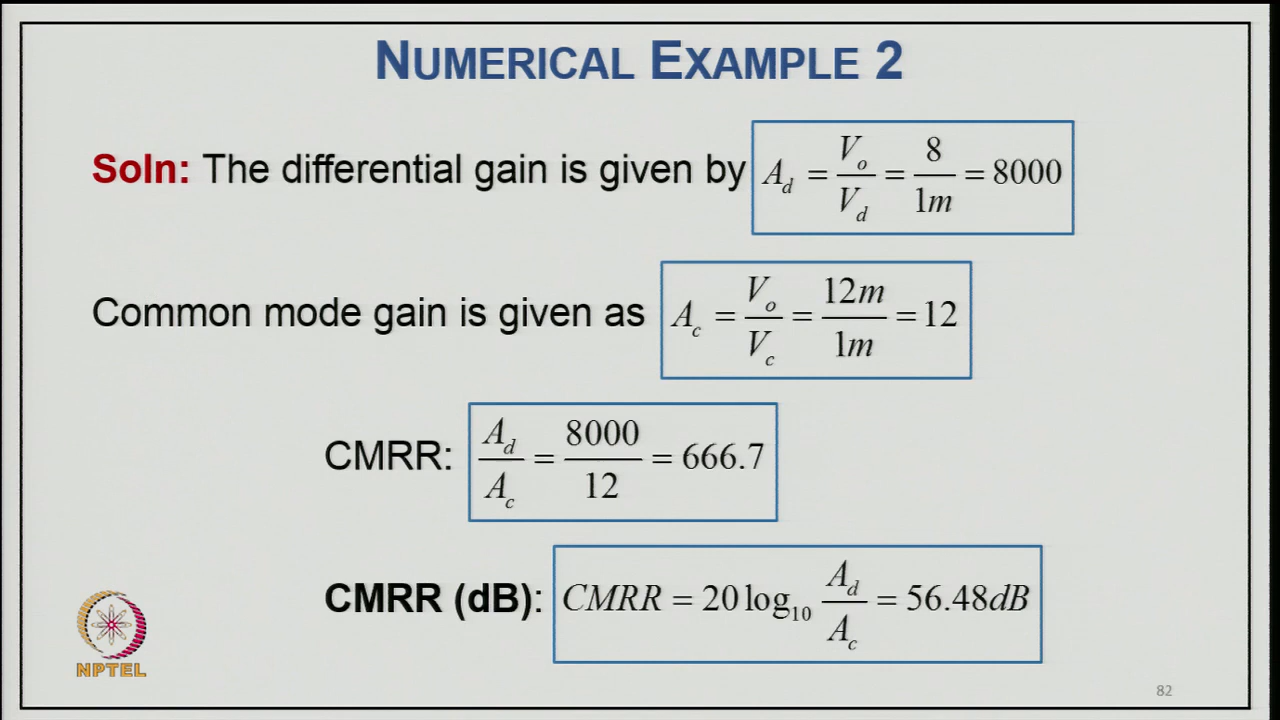 NUMERICAL EXAMPLE 2
Soln: The differential gain is given by A_d = V_o / V_d = 8 / 1m = 8000
Common mode gain is given as A_c = V_o / V_c = 12m / 1m = 12
CMRR: A_d / A_c = 8000 / 12 = 666.7
CMRR (dB): CMRR = 20 log_10 A_d / A_c = 56.48dB
NPTEL
82